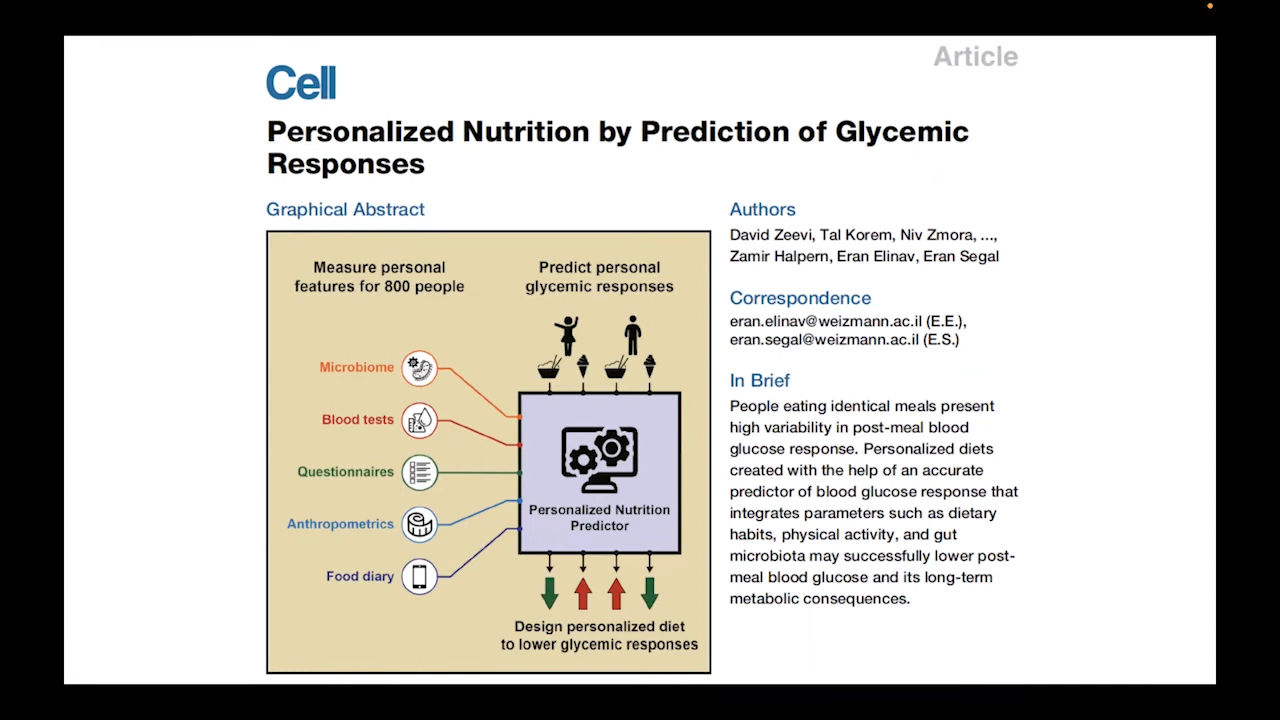 Article
Cell
Personalized Nutrition by Prediction of Glycemic
Responses
Graphical Abstract
Measure personal
features for 800 people
Predict personal
glycemic responses
Microbiome
Blood tests
Questionnaires
Anthropometrics
Food diary
Personalized Nutrition
Predictor
Design personalized diet
to lower glycemic responses
Authors
David Zeevi, Tal Korem, Niv Zmora, ...,
Zamir Halpern, Eran Elinav, Eran Segal
Correspondence
eran.elinav@weizmann.ac.il (E.E.),
eran.segal@weizmann.ac.il (E.S.)
In Brief
People eating identical meals present
high variability in post-meal blood
glucose response. Personalized diets
created with the help of an accurate
predictor of blood glucose response that
integrates parameters such as dietary
habits, physical activity, and gut
microbiota may successfully lower post-
meal blood glucose and its long-term
metabolic consequences.